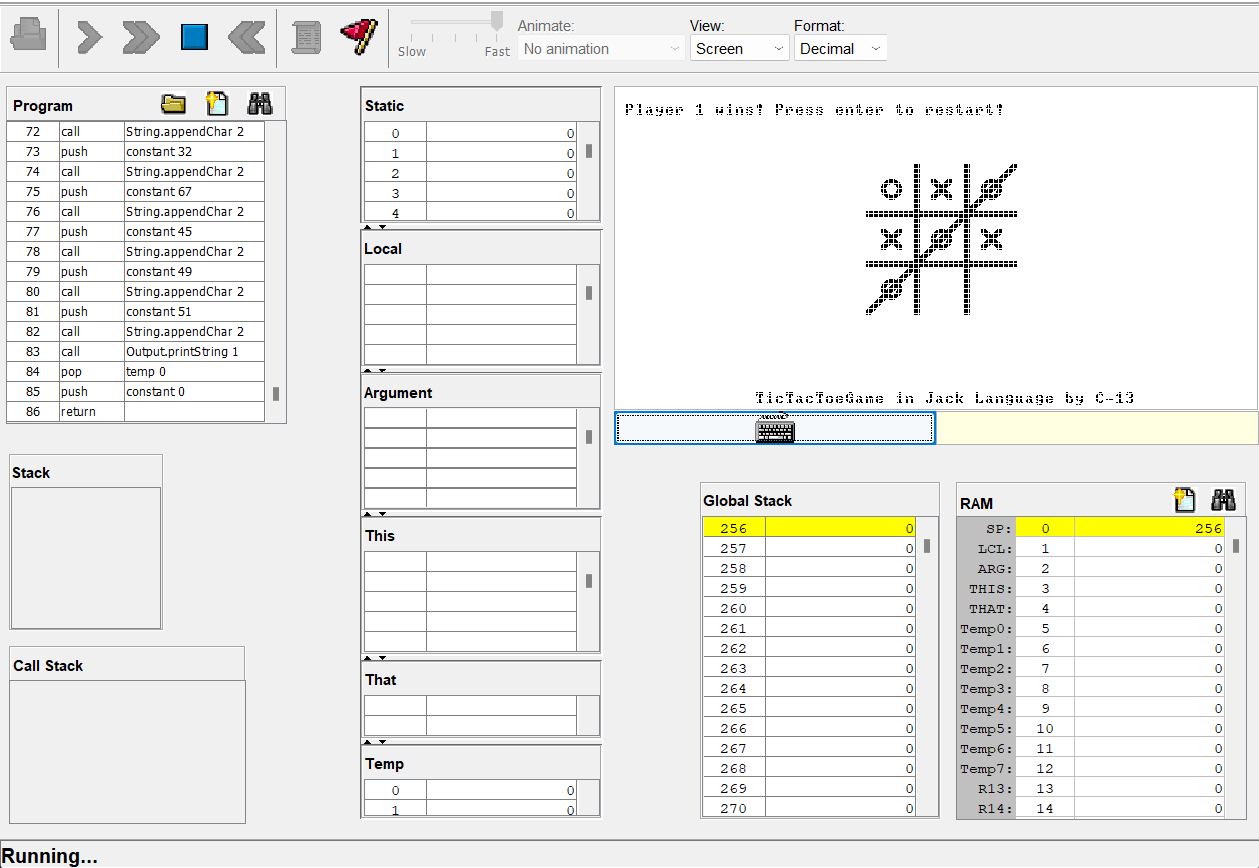 Animate:
View:
Format:
Slow
Fast
No animation
Screen
Decimal
Program
72 call String.appendChar 2
73 push constant 32
74 call String.appendChar 2
75 push constant 67
76 call String.appendChar 2
77 push constant 45
78 call String.appendChar 2
79 push constant 49
80 call String.appendChar 2
81 push constant 51
82 call String.appendChar 2
83 call Output.printString 1
84 pop temp 0
85 push constant 0
86 return
Stack
Call Stack
Static
0 0
1 0
2 0
3 0
4 0
Local
Argument
This
That
Temp
0 0
1 0
Player 1 wins! Press enter to restart!
O X O
X O X
O
TicTacToeGame in Jack Language by C-13
Global Stack
256 0
257 0
258 0
259 0
260 0
261 0
262 0
263 0
264 0
265 0
266 0
267 0
268 0
269 0
270 0
RAM
SP: 0 256
LCL: 1 0
ARG: 2 0
THIS: 3 0
THAT: 4 0
Temp0: 5 0
Temp1: 6 0
Temp2: 7 0
Temp3: 8 0
Temp4: 9 0
Temp5: 10 0
Temp6: 11 0
Temp7: 12 0
R13: 13 0
R14: 14 0
Running...